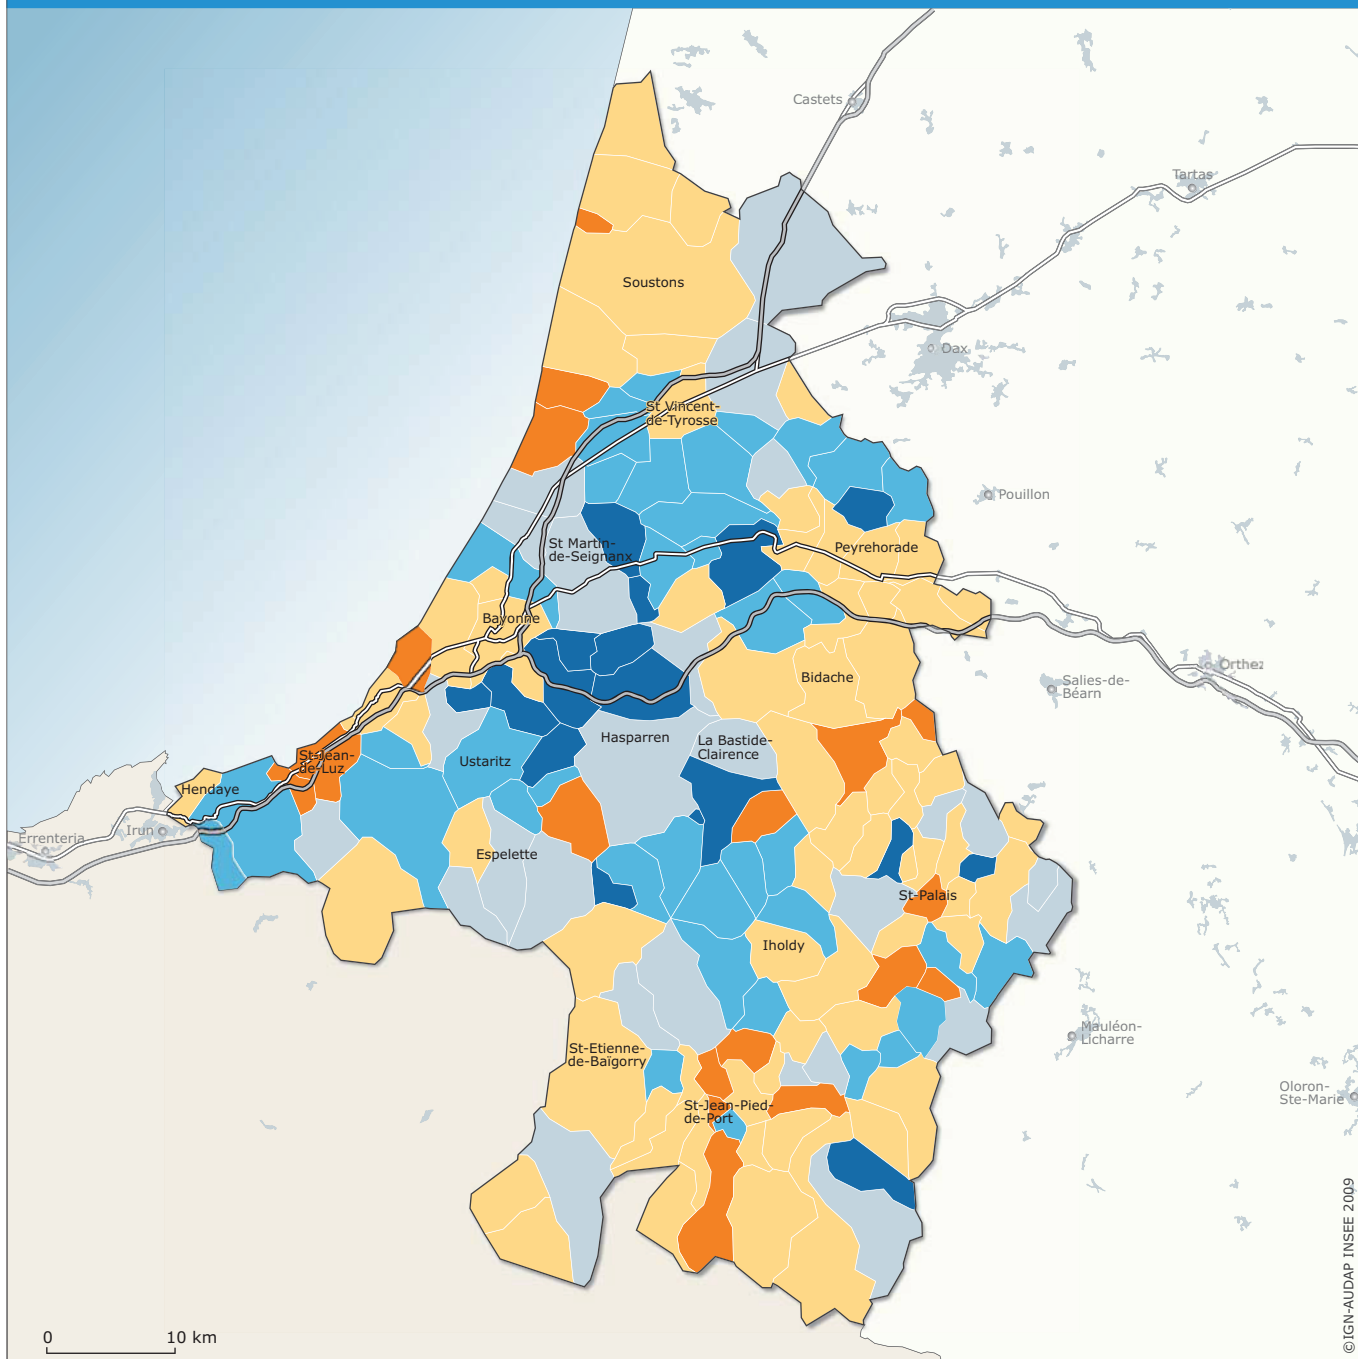 Castets
Tartas
Soustons
Dax
St Vincent-
de-Tyrosse
Pouillon
St Martin-
de-Seignanx
Peyrehorade
Bayonne
Orthez
Bidache
Salies-de-
Béarn
Hasparren
La Bastide-
Clairence
St-Jean-
de-Luz
Ustaritz
Hendaye
Errenteria
Irun
Espelette
St-Palais
Iholdy
Mauléon-
Licharre
St-Etienne-
de-Baïgorry
St-Jean-Pied-
de-Port
Oloron-
Ste-Marie
0 10 km
©IGN-AUDAP INSEE 2009